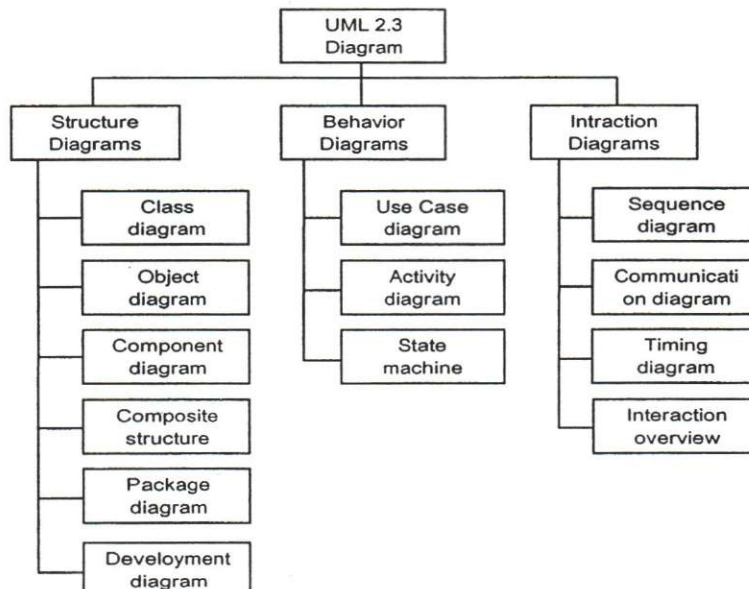 UML 2.3
Diagram
Structure
Diagrams
Behavior
Diagrams
Intraction
Diagrams
Class
diagram
Object
diagram
Component
diagram
Composite
structure
Package
diagram
Develoyment
diagram
Use Case
diagram
Activity
diagram
State
machine
Sequence
diagram
Communicati
on diagram
Timing
diagram
Interaction
overview